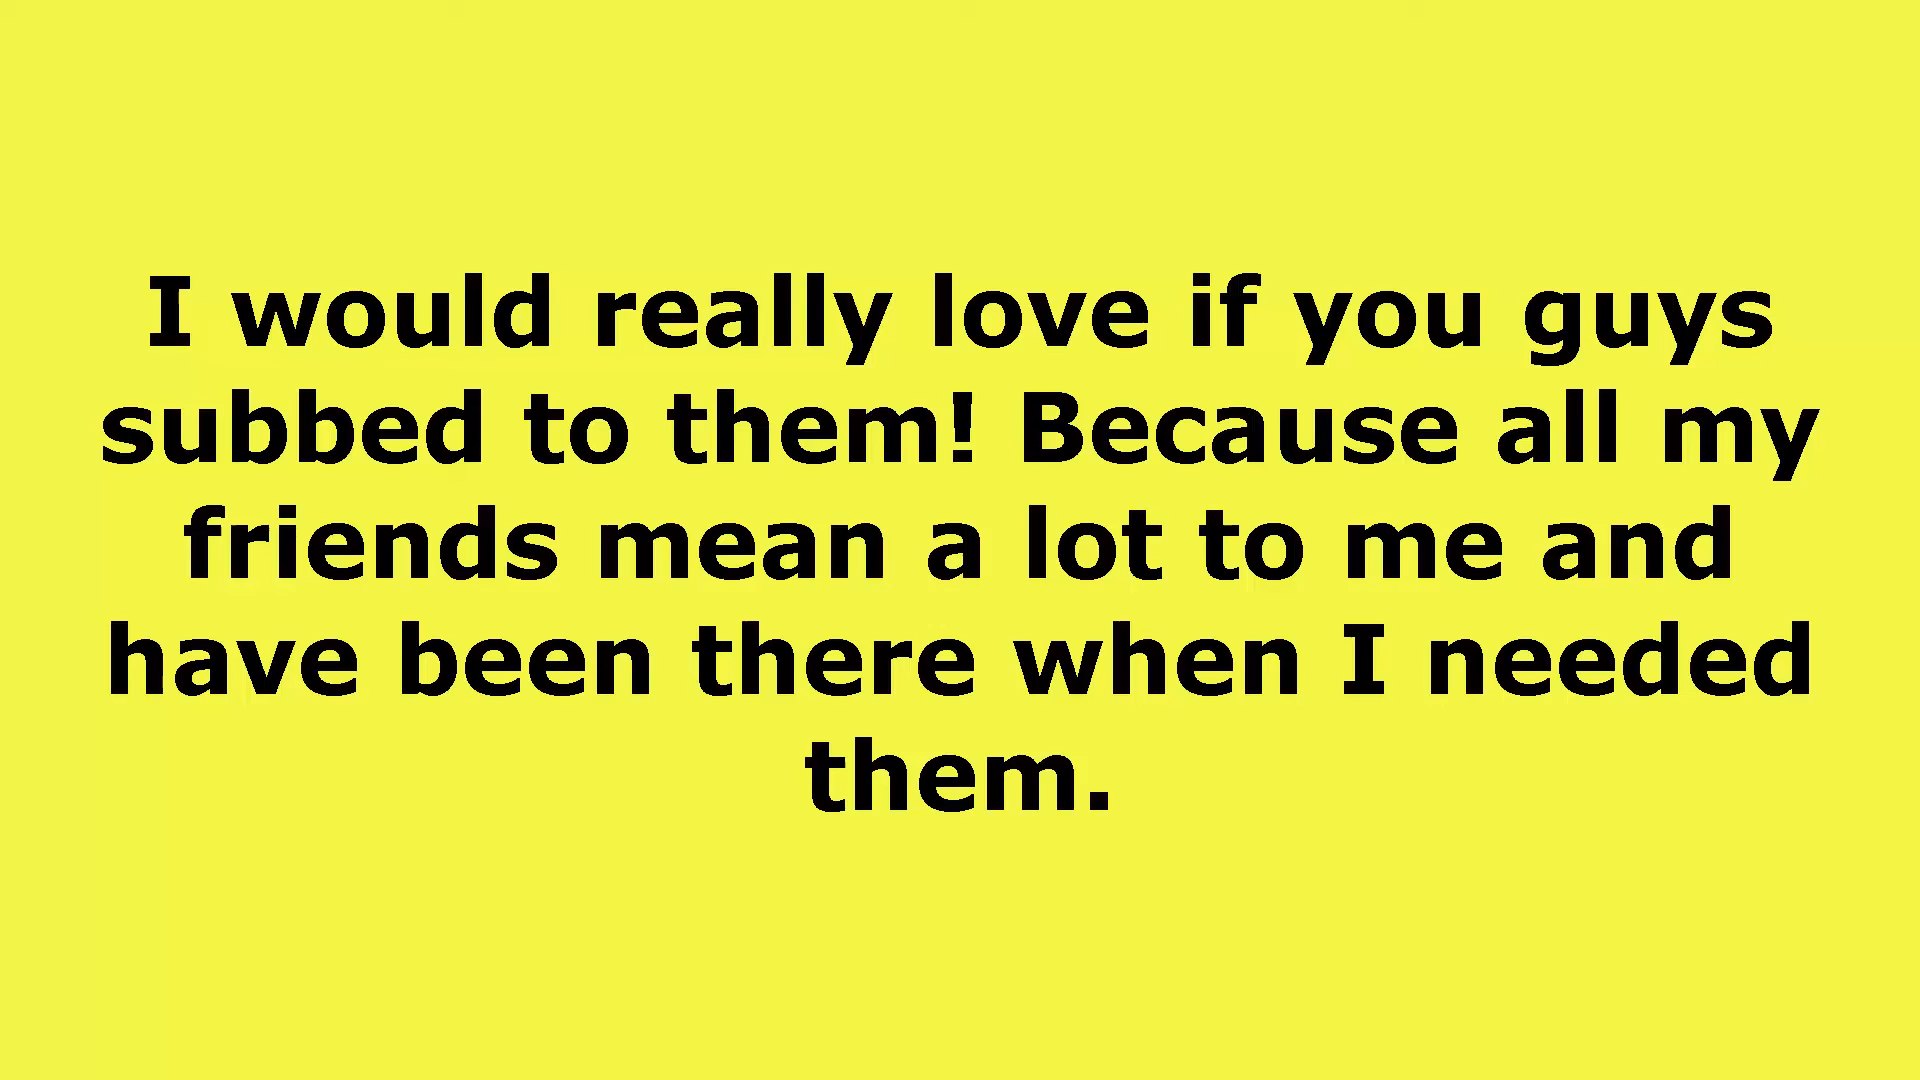 I would really love if you guys
subbed to them! Because all my
friends mean a lot to me and
have been there when I needed
them.